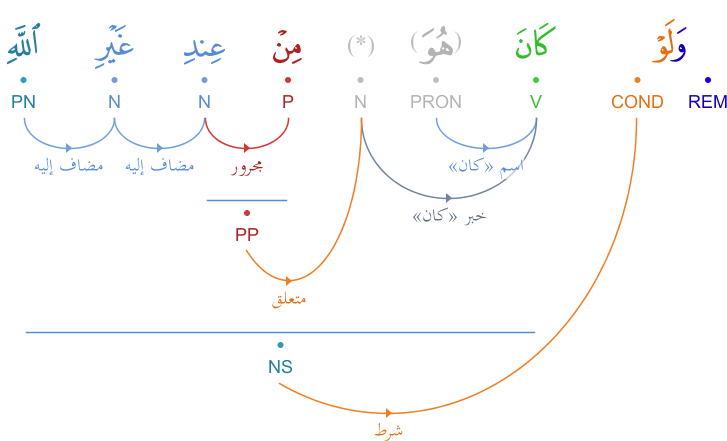 وَلَوْ كَانَ (هُوَ) (*) مِنْ عِندِ غَيْرِ ٱللَّهِ
REM COND V PRON N P N N PN
اسم «كان» مجرور مضاف إليه مضاف إليه
خبر «كان»
PP
متعلق
NS
شرط